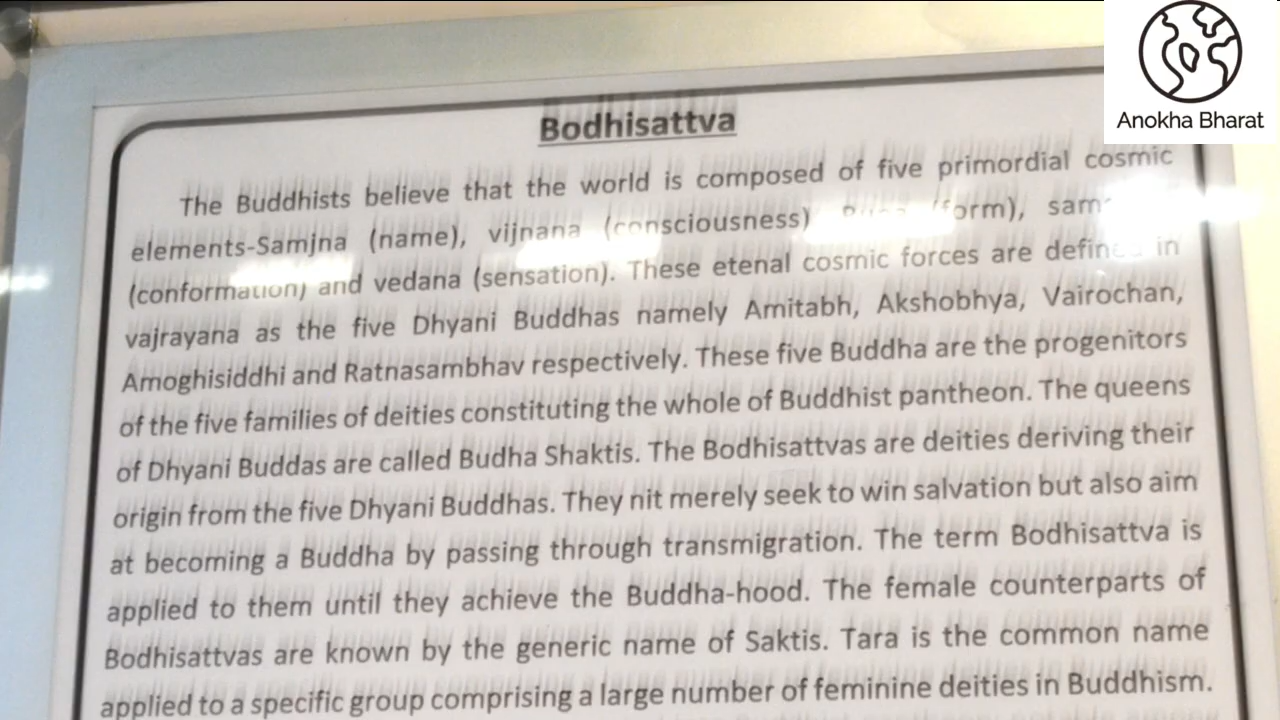 Anokha Bharat
Bodhisattva
The Buddhists believe that the world is composed of five primordial cosmic
elements-Samjna (name), vijnana (consciousness) (form),
(conformation) and vedana (sensation). These etenal cosmic forces are defined in
vajrayana as the five Dhyani Buddhas namely Amitabh, Akshobhya, Vairochan,
Amoghisiddhi and Ratnasambhav respectively. These five Buddha are the progenitors
of the five families of deities constituting the whole of Buddhist pantheon. The queens
of Dhyani Buddas are called Budha Shaktis. The Bodhisattvas are deities deriving their
origin from the five Dhyani Buddhas. They nit merely seek to win salvation but also aim
at becoming a Buddha by passing through transmigration. The term Bodhisattva is
applied to them until they achieve the Buddha-hood. The female counterparts of
Bodhisattvas are known by the generic name of Saktis. Tara is the common name
applied to a specific group comprising a large number of feminine deities in Buddhism.